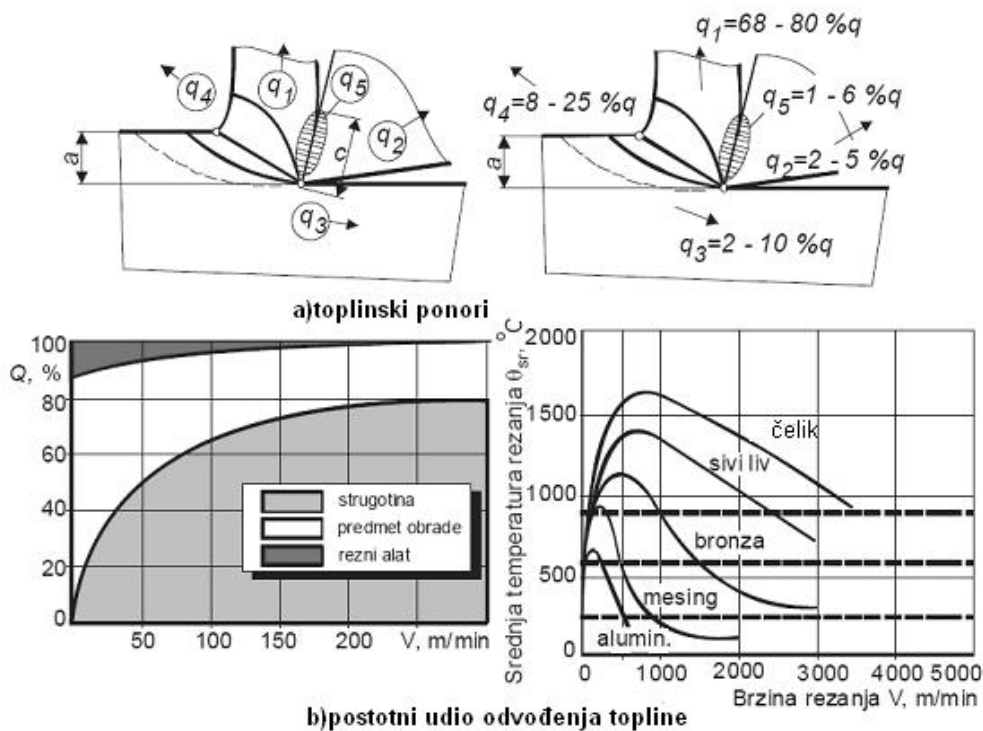 q4
q1
q5
q2
a
c
q3
q1=68 - 80 %q
q4=8 - 25 %q
q5=1 - 6 %q
a
q2=2 - 5 %q
q3=2 - 10 %q
a)toplinski ponori
100
Q, %
80
60
40
20
0
50
100
150
200
V, m/min
strugotina
predmet obrade
rezni alat
Srednja temperatura rezanja θsr, °C
2000
1500
1000
500
0
čelik
sivi liv
bronza
mesing
alumin.
0
1000
2000
3000
4000
5000
Brzina rezanja V, m/min
b)postotni udio odvođenja topline